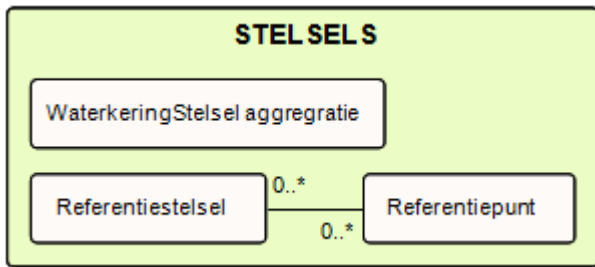 STELSELS
WaterkeringStelsel aggregratie
Referentiestelsel
0..*
0..*
Referentiepunt